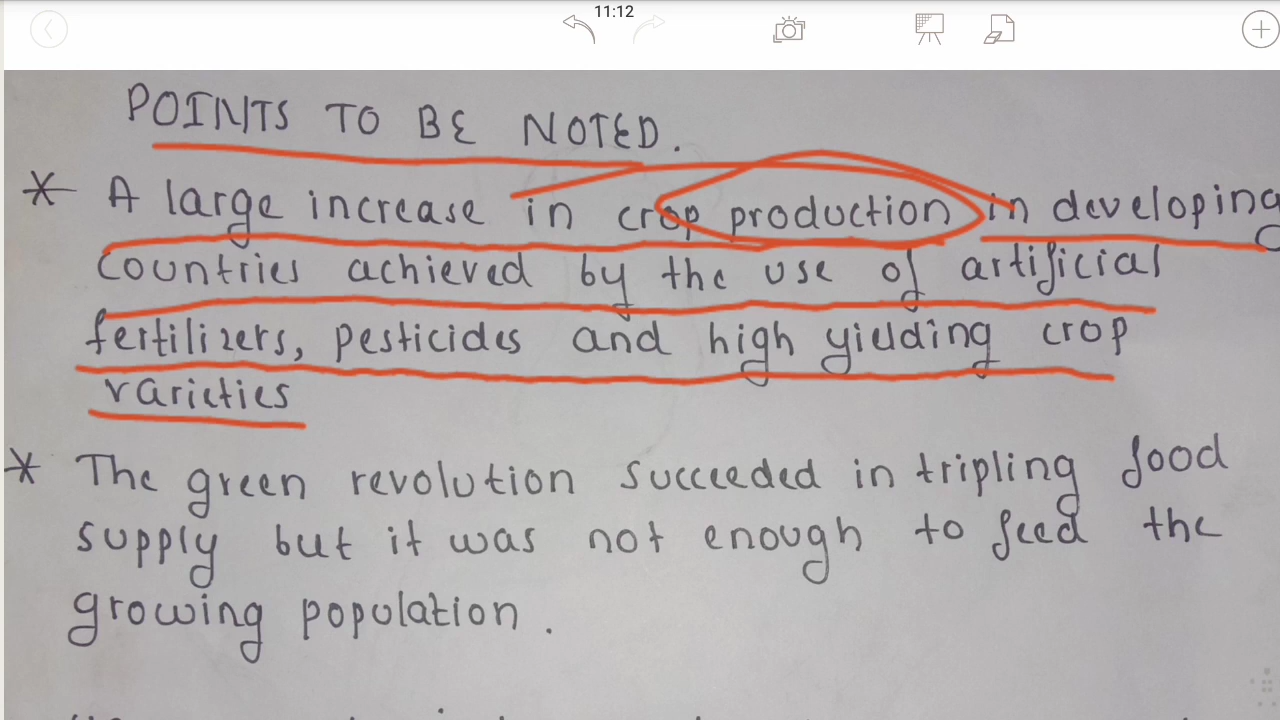 11:12
POINTS TO BE NOTED.
* A large increase in crop production in developing
countries achieved by the use of artificial
fertilizers, pesticides and high yielding crop
varieties
* The green revolution succeeded in tripling food
supply but it was not enough to feed the
growing population.